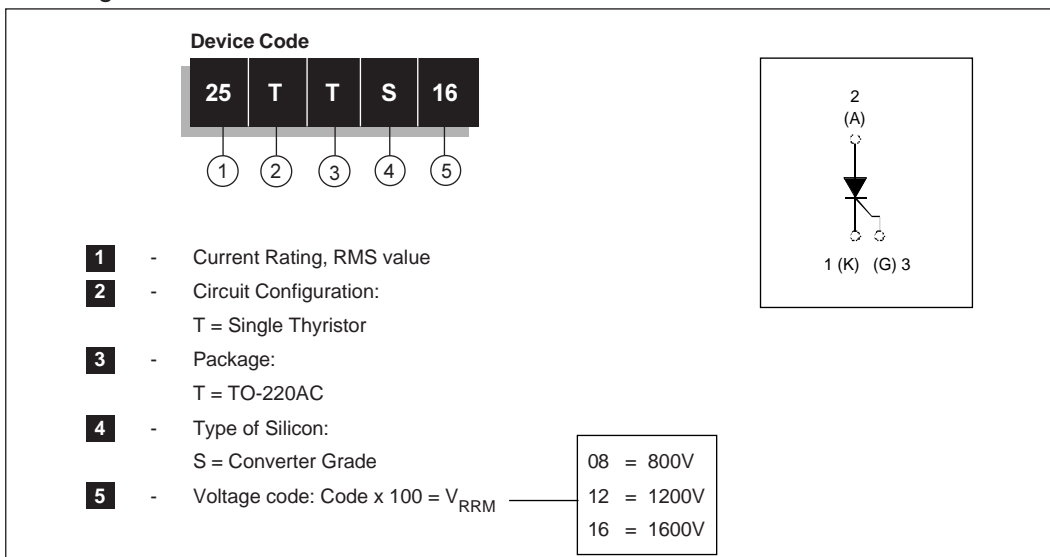 Device Code
25 T T S 16
1 2 3 4 5
2
(A)
1 (K) (G) 3
1 - Current Rating, RMS value
2 - Circuit Configuration:
T = Single Thyristor
3 - Package:
T = TO-220AC
4 - Type of Silicon:
S = Converter Grade
5 - Voltage code: Code x 100 = VRRM
08 = 800V
12 = 1200V
16 = 1600V